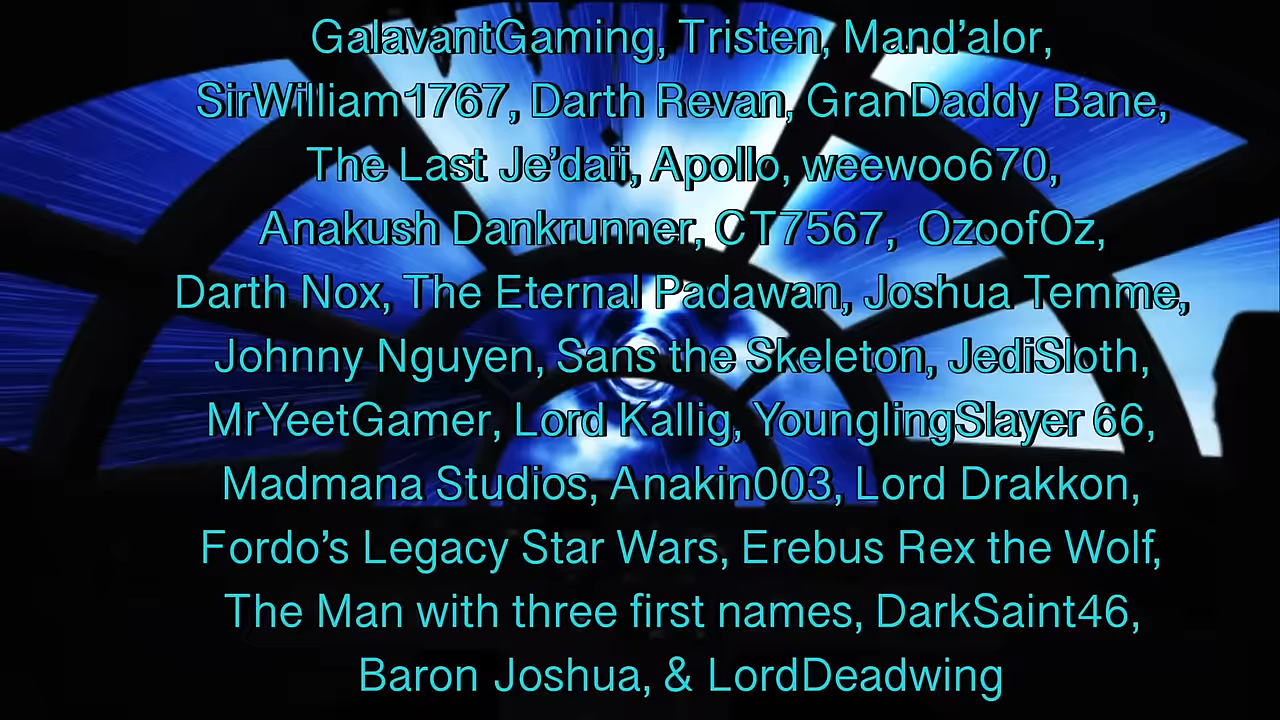 GalavantGaming, Tristen, Mand’alor,
SirWilliam1767, Darth Revan, GranDaddy Bane,
The Last Je’daii, Apollo, weewoo670,
Anakush Dankrunner, CT7567, OzoofOz,
Darth Nox, The Eternal Padawan, Joshua Temme,
Johnny Nguyen, Sans the Skeleton, JediSloth,
MrYeetGamer, Lord Kallig, YounglingSlayer 66,
Madmana Studios, Anakin003, Lord Drakkon,
Fordo’s Legacy Star Wars, Erebus Rex the Wolf,
The Man with three first names, DarkSaint46,
Baron Joshua, & LordDeadwing